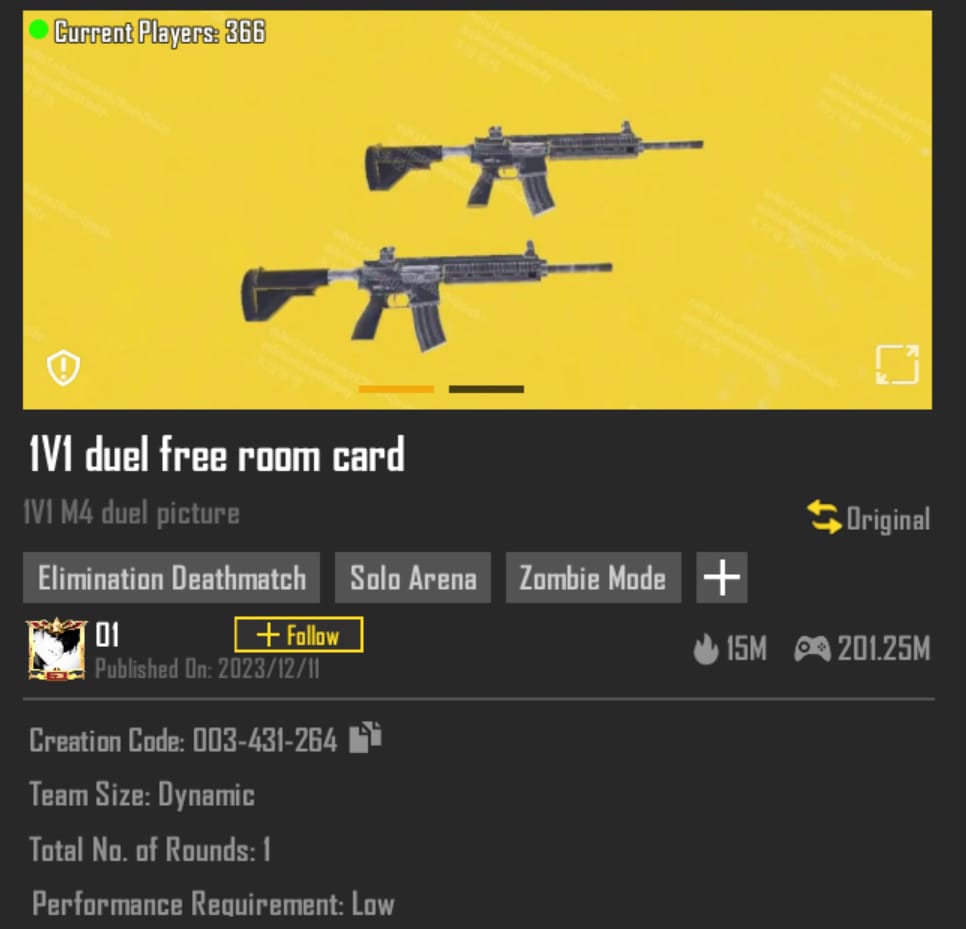 Current Players: 366
1V1 duel free room card
1V1 M4 duel picture
Original
Elimination Deathmatch
Solo Arena
Zombie Mode
01
+ Follow
Published On: 2023/12/11
15M
201.25M
Creation Code: 003-431-264
Team Size: Dynamic
Total No. of Rounds: 1
Performance Requirement: Low